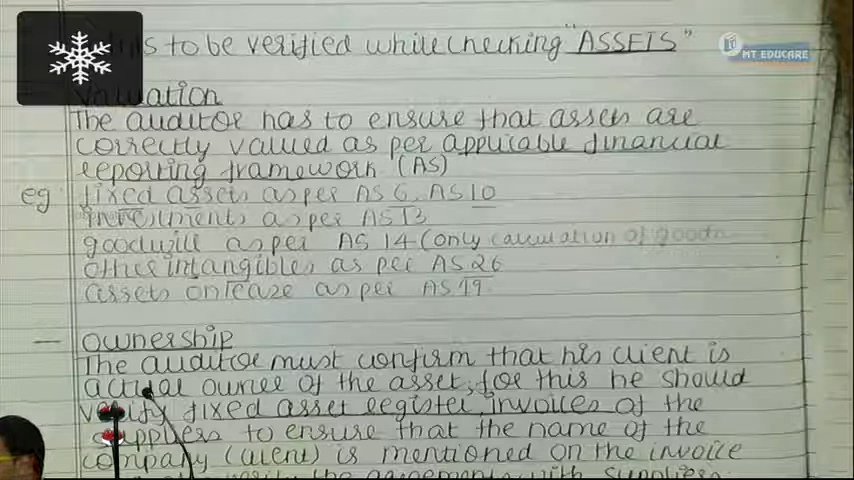 to be verified while checking "ASSETS"
MT EDUCARE
Valuation
The auditor has to ensure that assets are
correctly valued as per applicable financial
reporting framework (AS)
eg fixed assets as per AS 6, AS 10
investments as per AS 13
goodwill as per AS 14 (only calculation of
other intangibles as per AS 26
assets on lease as per AS 19
— ownership
The auditor must confirm that his client is
actual owner of the asset, for this he should
verify fixed asset register, invoices of the
suppliers to ensure that the name of the
company (client) is mentioned on the invoice
the agreements with suppliers